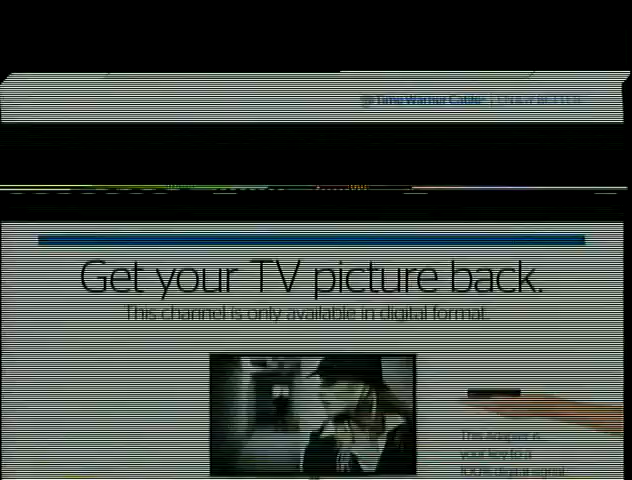 Time Warner Cable | ENJOY BETTER
Get your TV picture back.
This channel is only available in digital format.
This Adapter is
your key to a
100% digital signal.